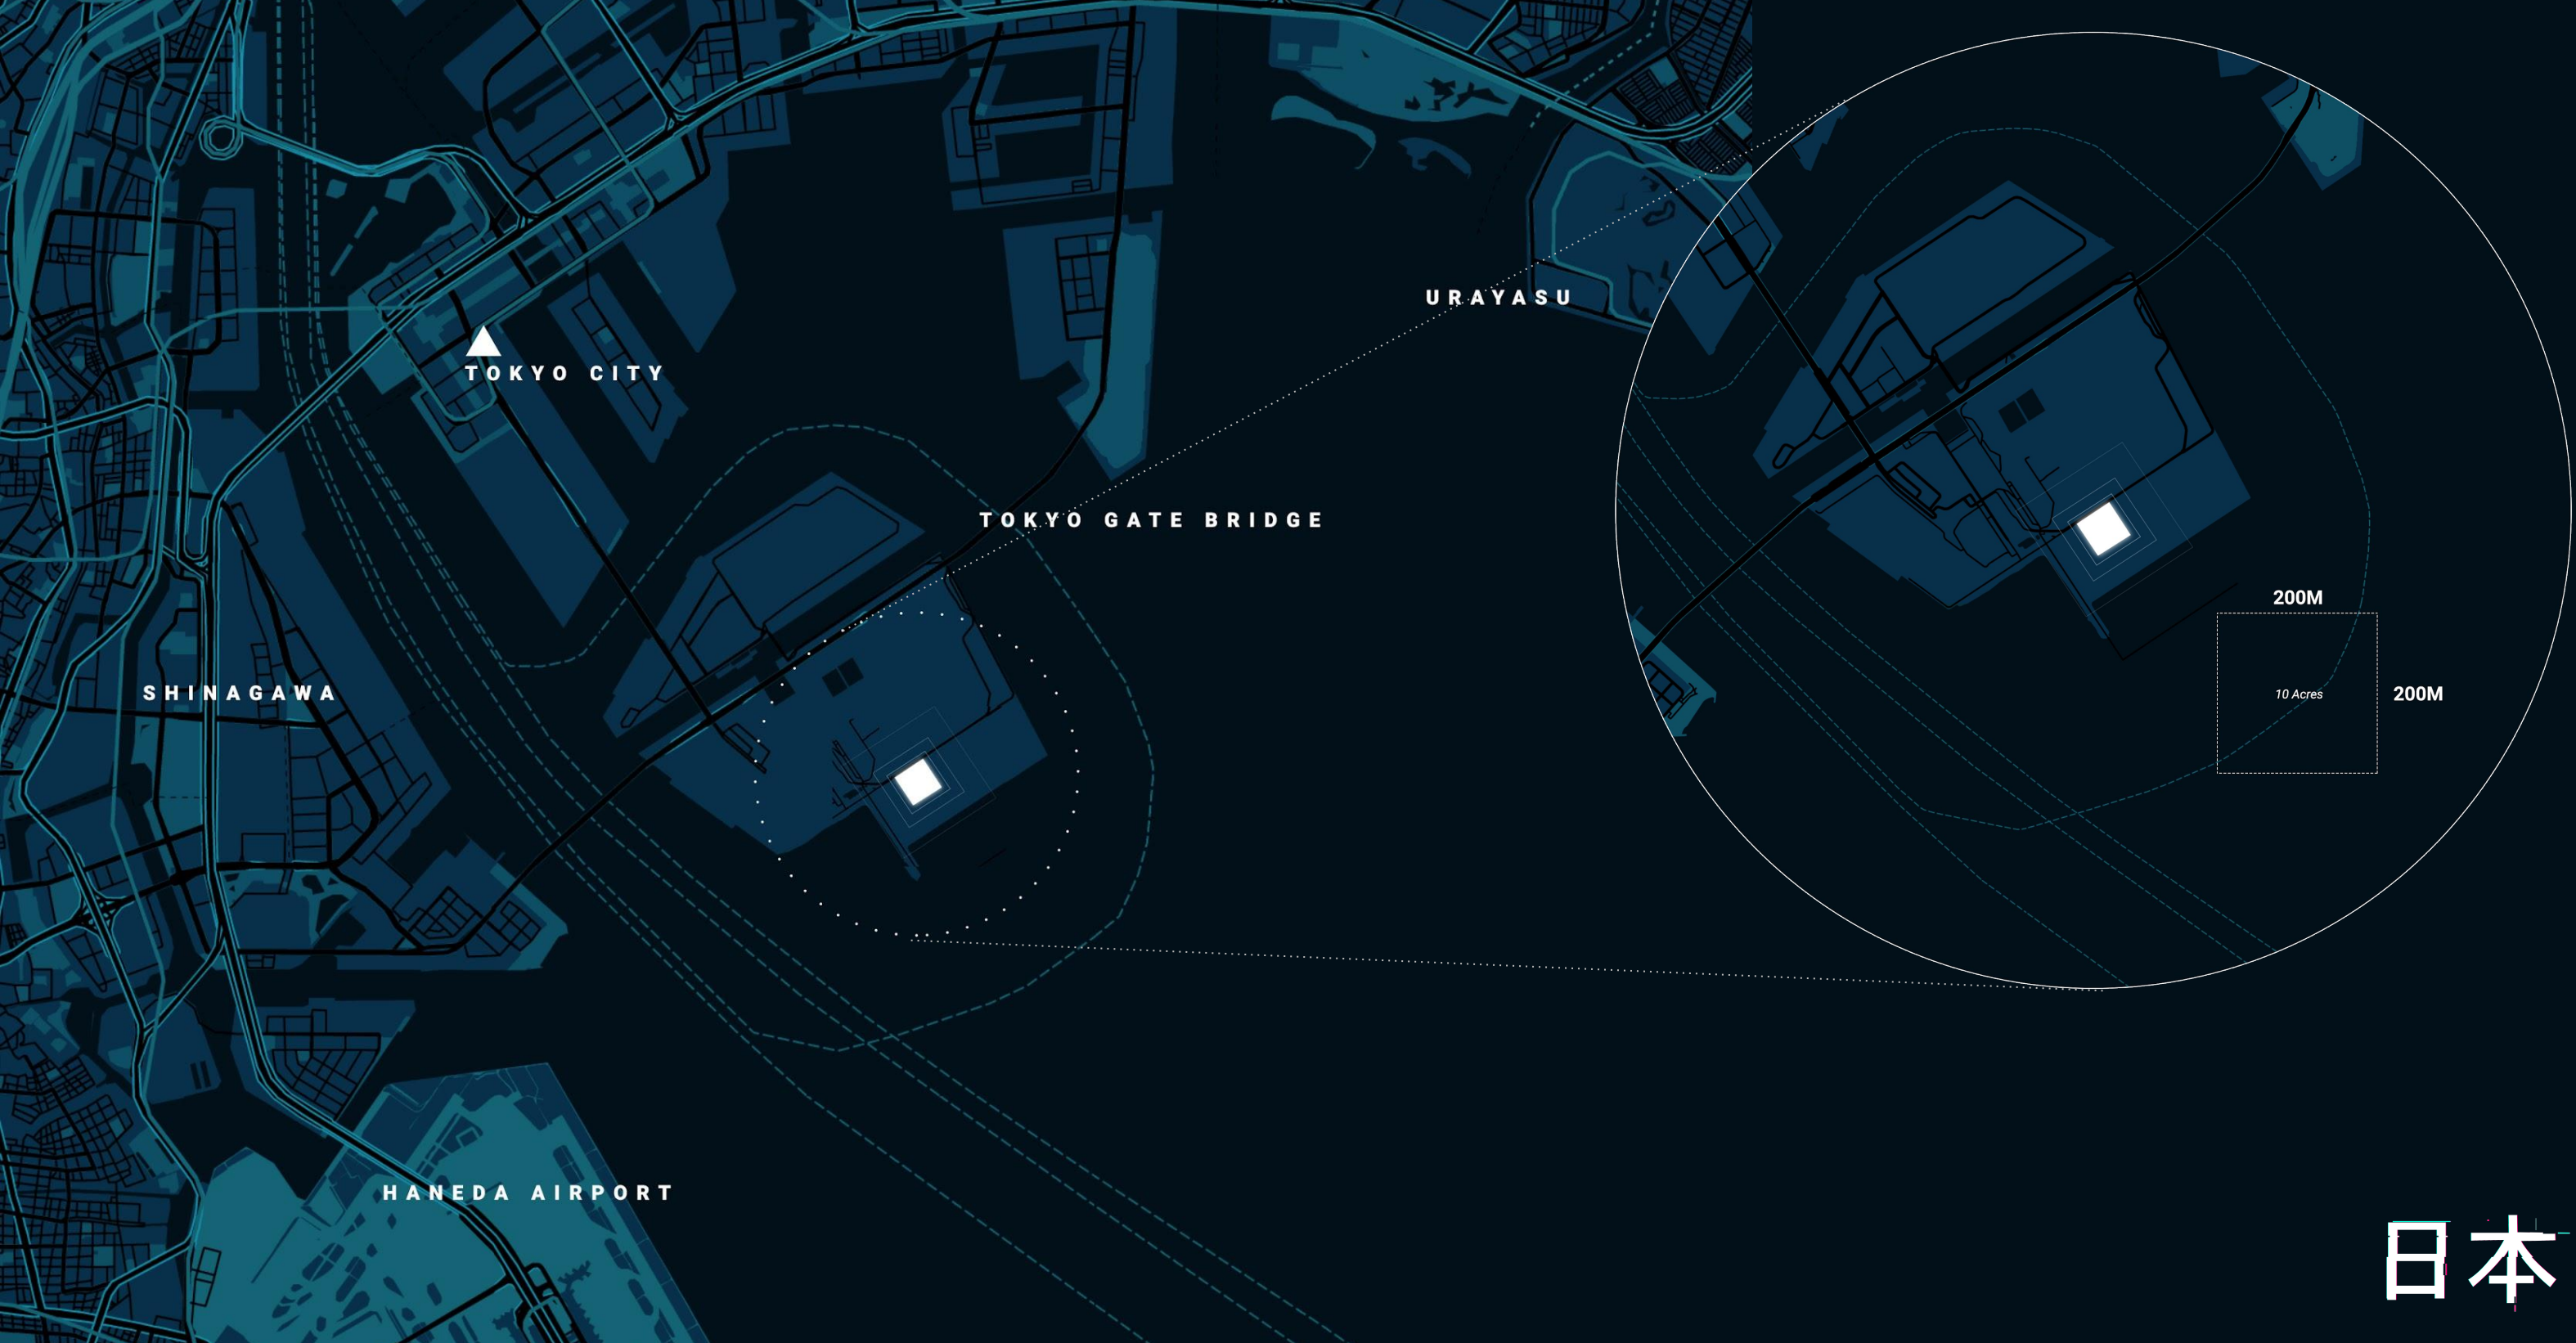 URAYASU
TOKYO CITY
TOKYO GATE BRIDGE
200M
10 Acres
200M
SHINAGAWA
HANEDA AIRPORT
日本